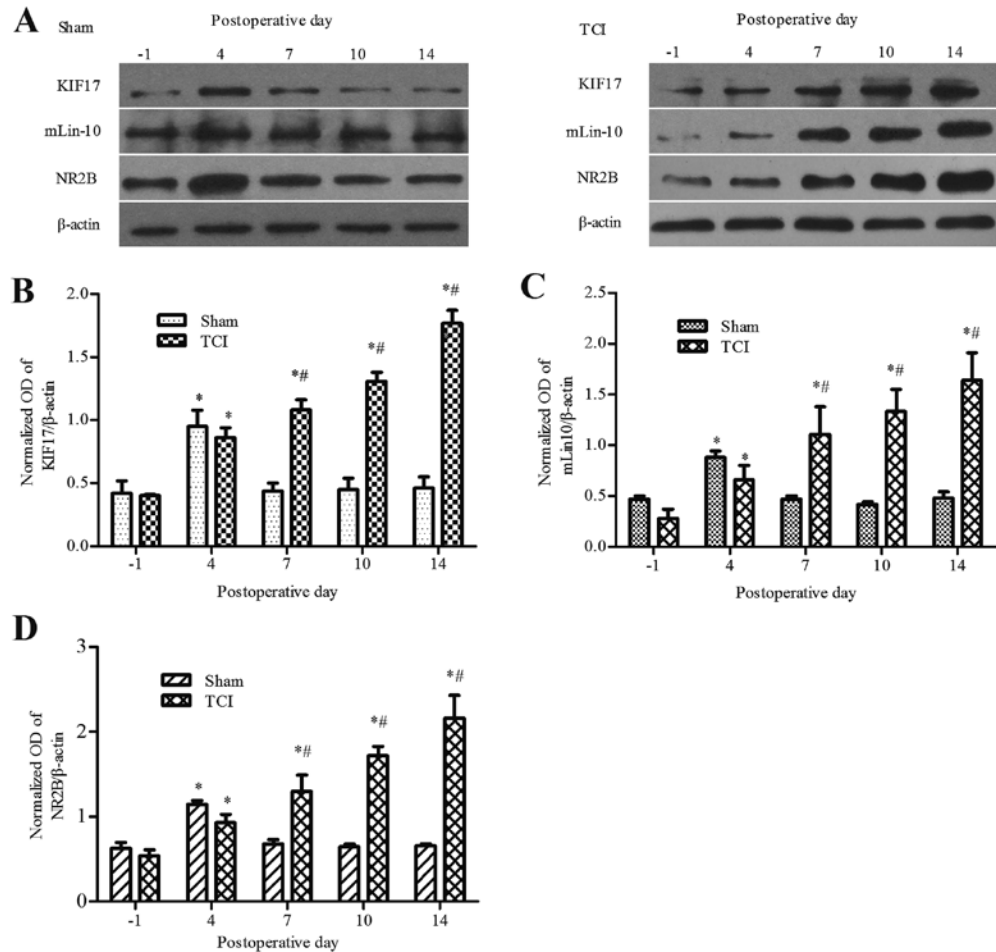 A
Sham
Postoperative day
-1 4 7 10 14
KIF17
mLin-10
NR2B
β-actin
TCI
Postoperative day
-1 4 7 10 14
KIF17
mLin-10
NR2B
β-actin
B
Normalized OD of
KIF17/β-actin
2.0
1.5
1.0
0.5
0.0
Sham
TCI
* * *# *# *#
-1 4 7 10 14
Postoperative day
C
Normalized OD of
mLin10/β-actin
2.5
2.0
1.5
1.0
0.5
0.0
Sham
TCI
* * *# *# *#
-1 4 7 10 14
Postoperative day
D
Normalized OD of
NR2B/β-actin
3
2
1
0
Sham
TCI
* * *# *# *#
-1 4 7 10 14
Postoperative day